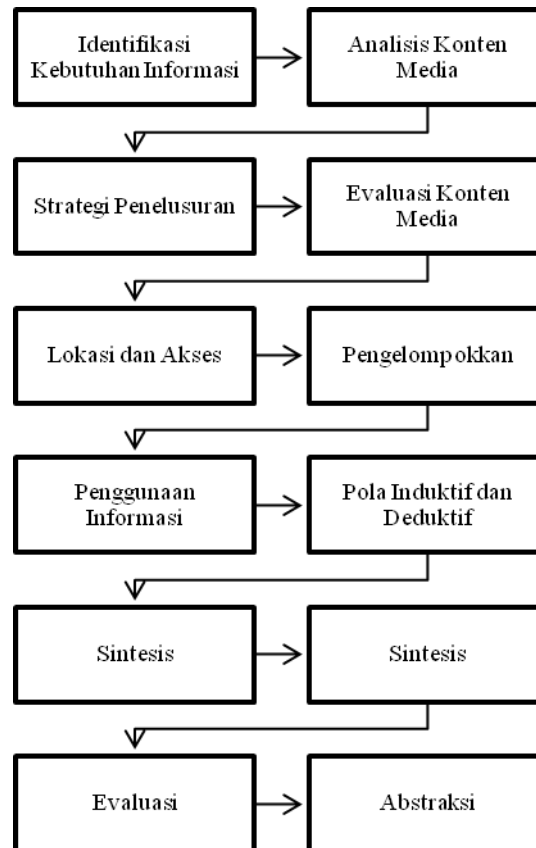 Identifikasi
Kebutuhan Informasi
Analisis Konten
Media
Strategi Penelusuran
Evaluasi Konten
Media
Lokasi dan Akses
Pengelompokkan
Penggunaan
Informasi
Pola Induktif dan
Deduktif
Sintesis
Sintesis
Evaluasi
Abstraksi